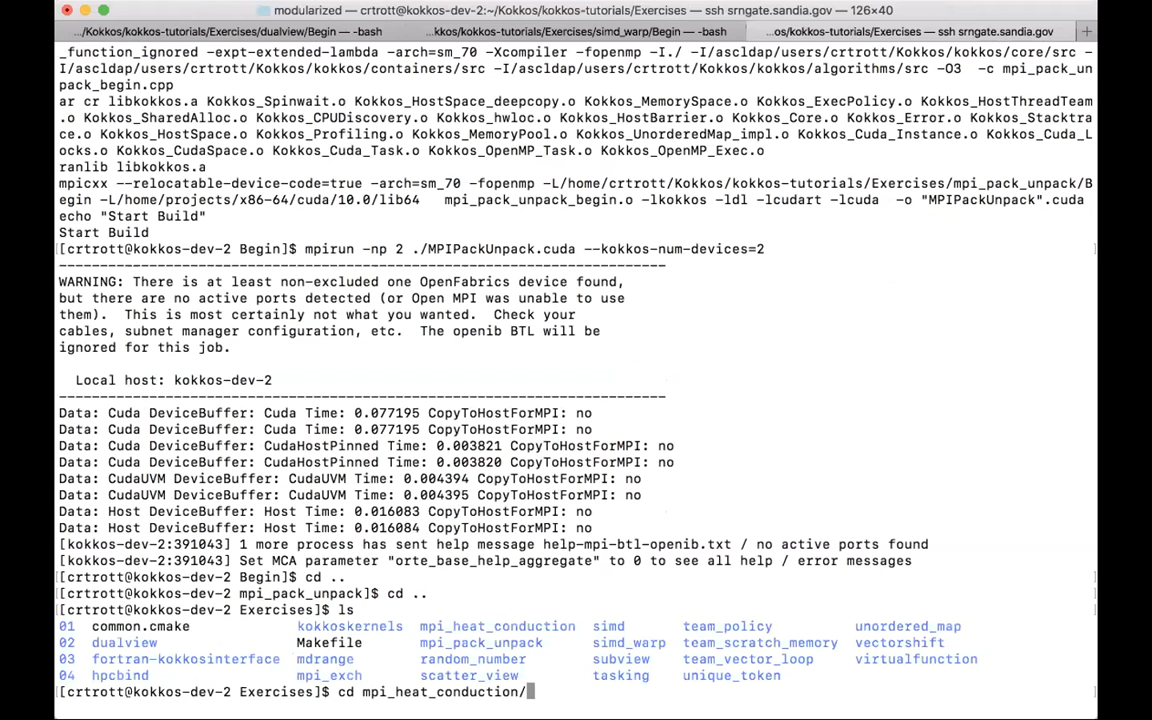 modularized — crtrott@kokkos-dev-2:~/Kokkos/kokkos-tutorials/Exercises — ssh srngate.sandia.gov — 126×40
.../Kokkos/kokkos-tutorials/Exercises/dualview/Begin — -bash ...kkos/kokkos-tutorials/Exercises/simd_warp/Begin — -bash ...os/kokkos-tutorials/Exercises — ssh srngate.sandia.gov +
_function_ignored -expt-extended-lambda -arch=sm_70 -Xcompiler -fopenmp -I./ -I/ascldap/users/crtrott/Kokkos/kokkos/core/src -
I/ascldap/users/crtrott/Kokkos/kokkos/containers/src -I/ascldap/users/crtrott/Kokkos/kokkos/algorithms/src -O3  -c mpi_pack_un
pack_begin.cpp
ar cr libkokkos.a Kokkos_Spinwait.o Kokkos_HostSpace_deepcopy.o Kokkos_MemorySpace.o Kokkos_ExecPolicy.o Kokkos_HostThreadTeam
.o Kokkos_SharedAlloc.o Kokkos_CPUDiscovery.o Kokkos_hwloc.o Kokkos_HostBarrier.o Kokkos_Core.o Kokkos_Error.o Kokkos_Stacktra
ce.o Kokkos_HostSpace.o Kokkos_Profiling.o Kokkos_MemoryPool.o Kokkos_UnorderedMap_impl.o Kokkos_Cuda_Instance.o Kokkos_Cuda_L
ocks.o Kokkos_CudaSpace.o Kokkos_Cuda_Task.o Kokkos_OpenMP_Task.o Kokkos_OpenMP_Exec.o
ranlib libkokkos.a
mpicxx --relocatable-device-code=true -arch=sm_70 -fopenmp -L/home/crtrott/Kokkos/kokkos-tutorials/Exercises/mpi_pack_unpack/B
egin -L/home/projects/x86-64/cuda/10.0/lib64   mpi_pack_unpack_begin.o -lkokkos -ldl -lcudart -lcuda  -o "MPIPackUnpack".cuda
echo "Start Build"
Start Build
[crtrott@kokkos-dev-2 Begin]$ mpirun -np 2 ./MPIPackUnpack.cuda --kokkos-num-devices=2
--------------------------------------------------------------------------
WARNING: There is at least non-excluded one OpenFabrics device found,
but there are no active ports detected (or Open MPI was unable to use
them).  This is most certainly not what you wanted.  Check your
cables, subnet manager configuration, etc.  The openib BTL will be
ignored for this job.
  Local host: kokkos-dev-2
--------------------------------------------------------------------------
Data: Cuda DeviceBuffer: Cuda Time: 0.077195 CopyToHostForMPI: no
Data: Cuda DeviceBuffer: Cuda Time: 0.077195 CopyToHostForMPI: no
Data: Cuda DeviceBuffer: CudaHostPinned Time: 0.003821 CopyToHostForMPI: no
Data: Cuda DeviceBuffer: CudaHostPinned Time: 0.003820 CopyToHostForMPI: no
Data: CudaUVM DeviceBuffer: CudaUVM Time: 0.004394 CopyToHostForMPI: no
Data: CudaUVM DeviceBuffer: CudaUVM Time: 0.004395 CopyToHostForMPI: no
Data: Host DeviceBuffer: Host Time: 0.016083 CopyToHostForMPI: no
Data: Host DeviceBuffer: Host Time: 0.016084 CopyToHostForMPI: no
[kokkos-dev-2:391043] 1 more process has sent help message help-mpi-btl-openib.txt / no active ports found
[kokkos-dev-2:391043] Set MCA parameter "orte_base_help_aggregate" to 0 to see all help / error messages
[crtrott@kokkos-dev-2 Begin]$ cd ..
[crtrott@kokkos-dev-2 mpi_pack_unpack]$ cd ..
[crtrott@kokkos-dev-2 Exercises]$ ls
01  common.cmake             kokkoskernels  mpi_heat_conduction  simd       team_policy          unordered_map
02  dualview                 Makefile       mpi_pack_unpack      simd_warp  team_scratch_memory  vectorshift
03  fortran-kokkosinterface  mdrange        random_number        subview    team_vector_loop     virtualfunction
04  hpcbind                  mpi_exch       scatter_view         tasking    unique_token
[crtrott@kokkos-dev-2 Exercises]$ cd mpi_heat_conduction/